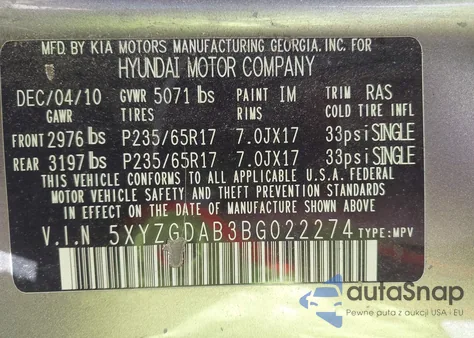 MFD. BY KIA MOTORS MANUFACTURING GEORGIA. INC. FOR
HYUNDAI MOTOR COMPANY
DEC/04/10 GVWR 5071 lbs PAINT IM TRIM RAS
GAWR TIRES RIMS COLD TIRE INFL
FRONT 2976 lbs P235/65R17 7.0JX17 33psi SINGLE
REAR 3197 lbs P235/65R17 7.0JX17 33psi SINGLE
THIS VEHICLE CONFORMS TO ALL APPLICABLE U.S.A. FEDERAL
MOTOR VEHICLE SAFETY AND THEFT PREVENTION STANDARDS
IN EFFECT ON THE DATE OF MANUFACTURE SHOWN ABOVE.
V.I.N 5XYZGDAB3BG022274 TYPE: MPV
autoSnap
Pewne auta z aukcji USA i EU